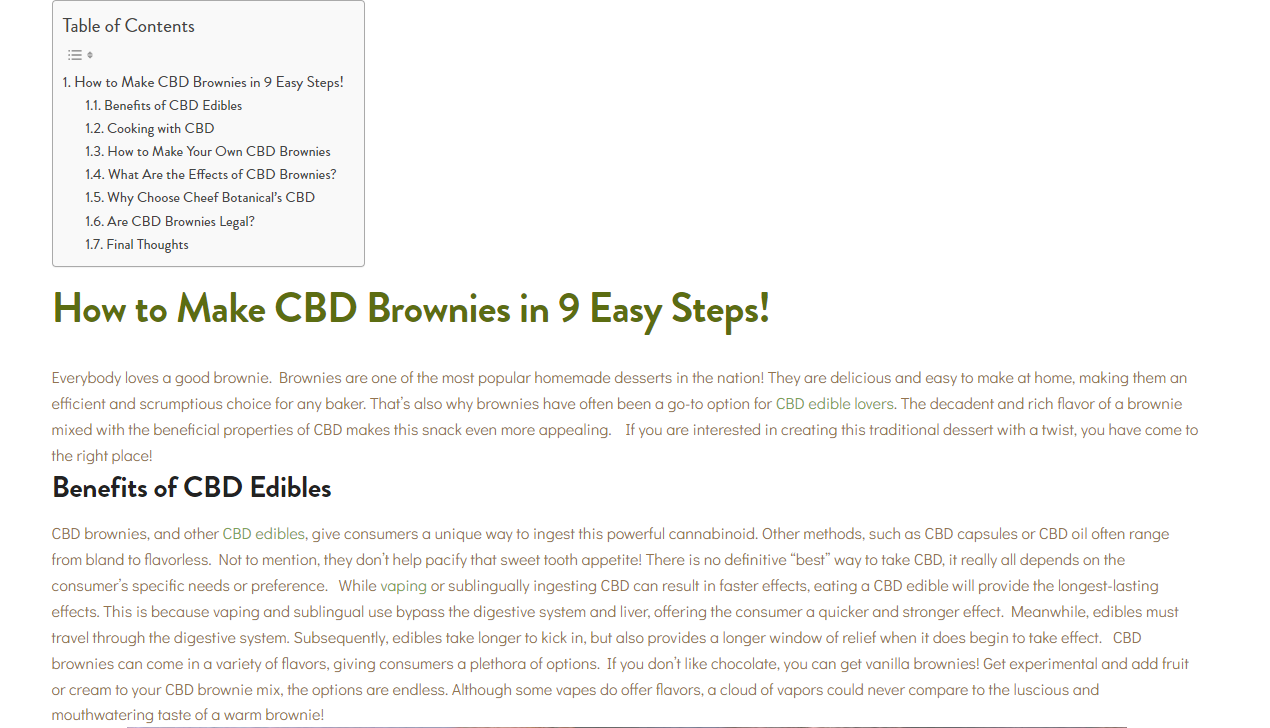 Table of Contents
1. How to Make CBD Brownies in 9 Easy Steps!
1.1. Benefits of CBD Edibles
1.2. Cooking with CBD
1.3. How to Make Your Own CBD Brownies
1.4. What Are the Effects of CBD Brownies?
1.5. Why Choose Cheef Botanical’s CBD
1.6. Are CBD Brownies Legal?
1.7. Final Thoughts
How to Make CBD Brownies in 9 Easy Steps!
Everybody loves a good brownie.  Brownies are one of the most popular homemade desserts in the nation! They are delicious and easy to make at home, making them an
efficient and scrumptious choice for any baker. That’s also why brownies have often been a go-to option for CBD edible lovers. The decadent and rich flavor of a brownie
mixed with the beneficial properties of CBD makes this snack even more appealing.    If you are interested in creating this traditional dessert with a twist, you have come to
the right place!
Benefits of CBD Edibles
CBD brownies, and other CBD edibles, give consumers a unique way to ingest this powerful cannabinoid. Other methods, such as CBD capsules or CBD oil often range
from bland to flavorless.  Not to mention, they don’t help pacify that sweet tooth appetite! There is no definitive “best” way to take CBD, it really all depends on the
consumer’s specific needs or preference.   While vaping or sublingually ingesting CBD can result in faster effects, eating a CBD edible will provide the longest-lasting
effects. This is because vaping and sublingual use bypass the digestive system and liver, offering the consumer a quicker and stronger effect.  Meanwhile, edibles must
travel through the digestive system. Subsequently, edibles take longer to kick in, but also provides a longer window of relief when it does begin to take effect.   CBD
brownies can come in a variety of flavors, giving consumers a plethora of options.  If you don’t like chocolate, you can get vanilla brownies! Get experimental and add fruit
or cream to your CBD brownie mix, the options are endless. Although some vapes do offer flavors, a cloud of vapors could never compare to the luscious and
mouthwatering taste of a warm brownie!